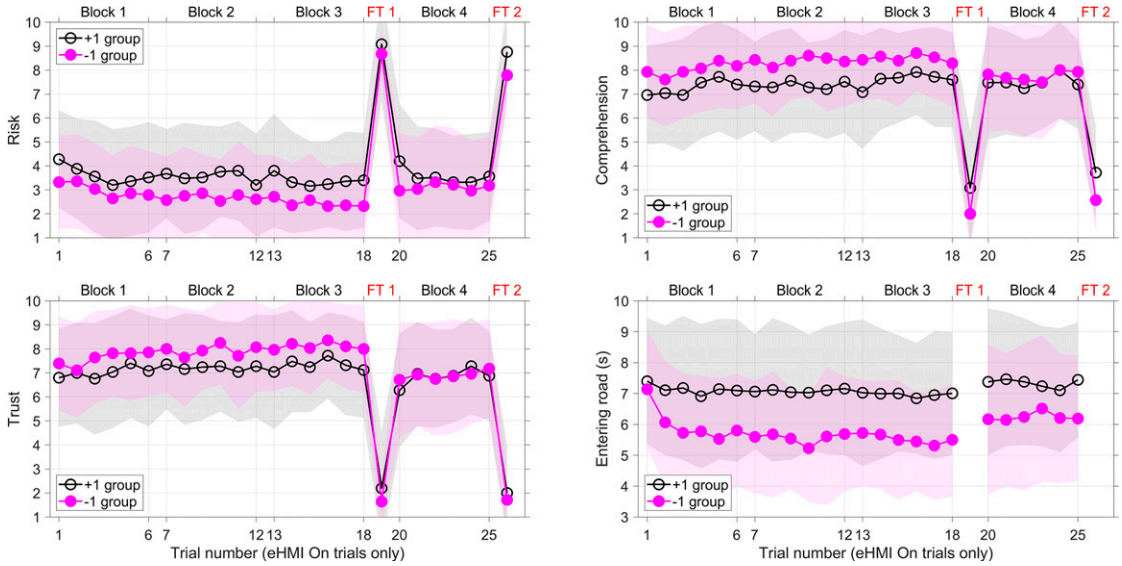 Block 1 Block 2 Block 3 FT 1 Block 4 FT 2
10
9
8
7
6
5
4
3
2
1
Risk
+1 group
-1 group
1 6 7 12 13 18 20 25
Block 1 Block 2 Block 3 FT 1 Block 4 FT 2
10
9
8
7
6
5
4
3
2
1
Comprehension
+1 group
-1 group
1 6 7 12 13 18 20 25
Block 1 Block 2 Block 3 FT 1 Block 4 FT 2
10
9
8
7
6
5
4
3
2
1
Trust
+1 group
-1 group
1 6 7 12 13 18 20 25
Trial number (eHMI On trials only)
Block 1 Block 2 Block 3 FT 1 Block 4 FT 2
10
9
8
7
6
5
4
3
Entering road (s)
+1 group
-1 group
1 6 7 12 13 18 20 25
Trial number (eHMI On trials only)